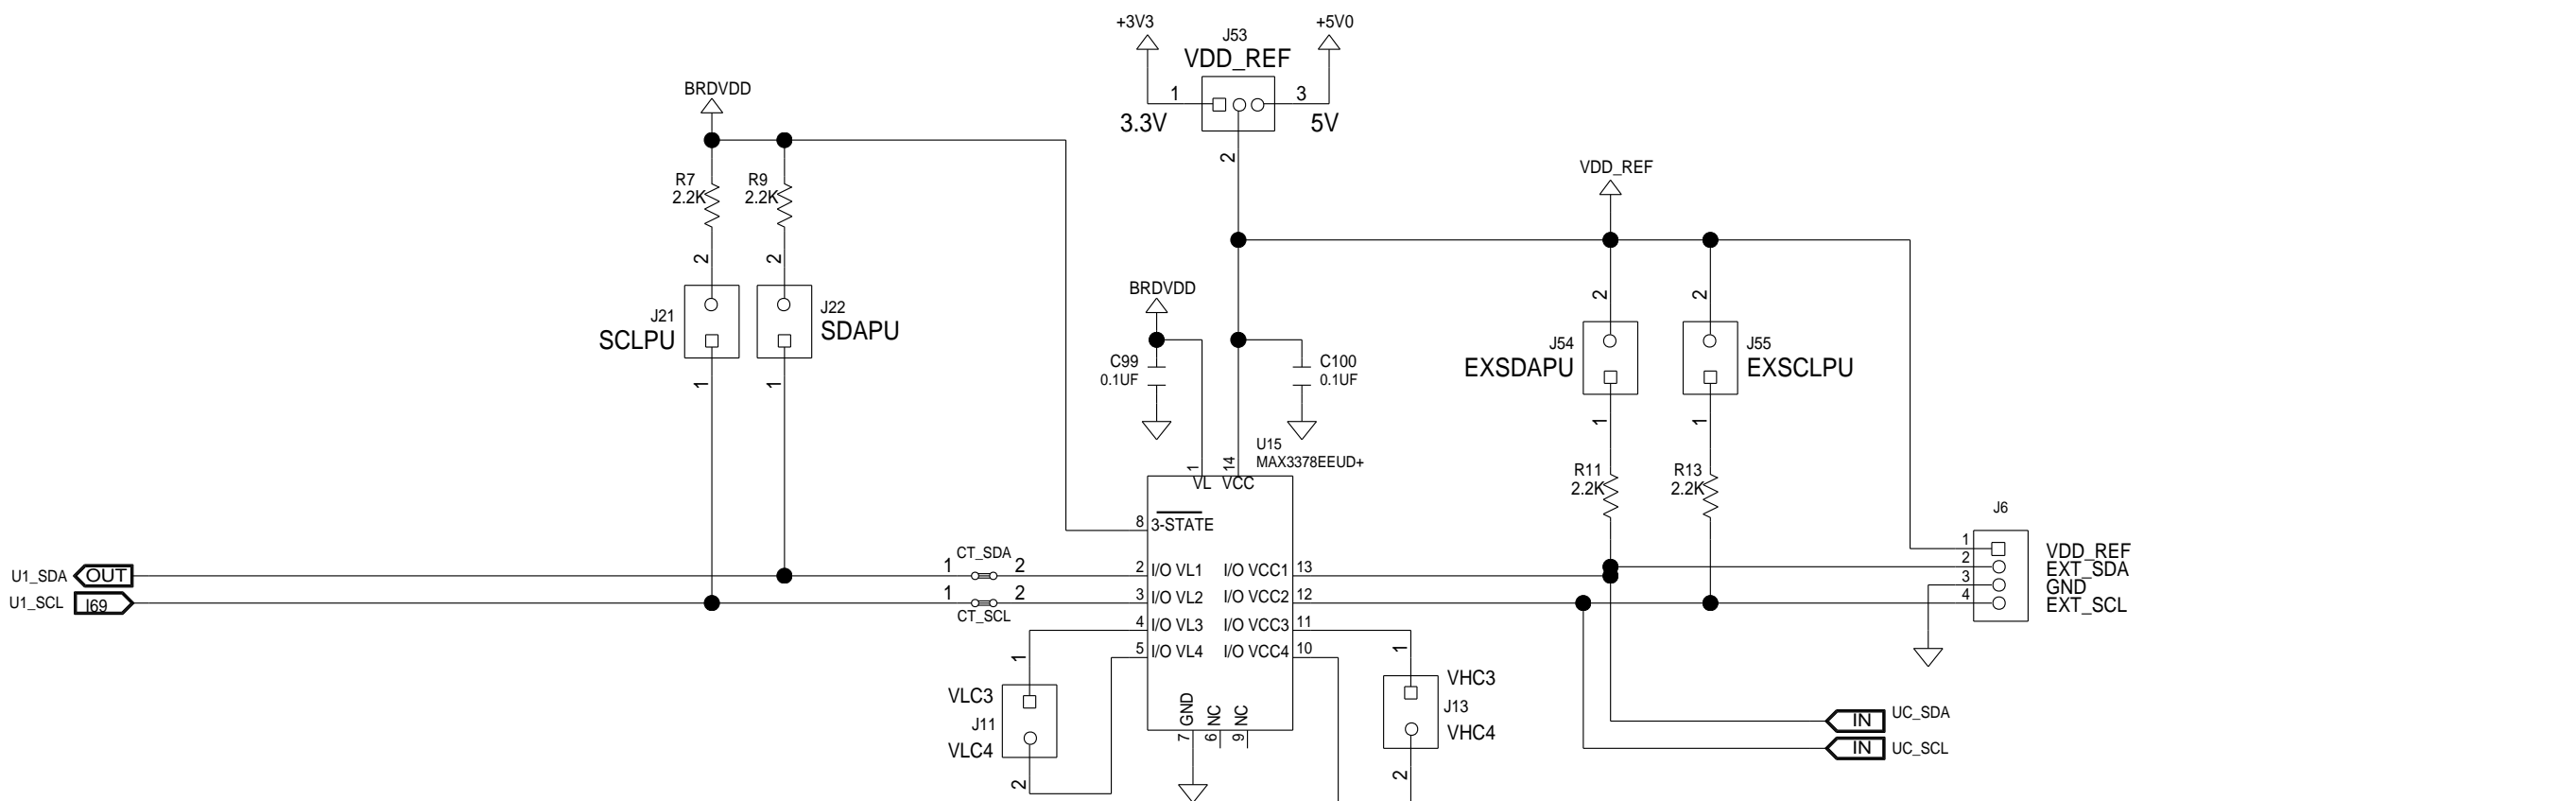 +3V3
+5V0
J53
VDD_REF
1
3
3.3V
5V
2
BRDVDD
R7
2.2K
R9
2.2K
2
2
J21
SCLPU
J22
SDAPU
1
1
VDD_REF
BRDVDD
C99
0.1UF
C100
0.1UF
2
2
J54
EXSDAPU
J55
EXSCLPU
1
1
R11
2.2K
R13
2.2K
U15
MAX3378EEUD+
1
14
VL
VCC
8
3-STATE
U1_SDA
OUT
1
CT_SDA
2
2
I/O VL1
I/O VCC1
13
U1_SCL
I69
1
CT_SCL
2
3
I/O VL2
I/O VCC2
12
4
I/O VL3
I/O VCC3
11
5
I/O VL4
I/O VCC4
10
GND
NC
NC
7
6
9
1
VLC3
J11
VLC4
2
1
VHC3
J13
VHC4
2
J6
1
VDD_REF
2
EXT_SDA
3
GND
4
EXT_SCL
IN
UC_SDA
IN
UC_SCL